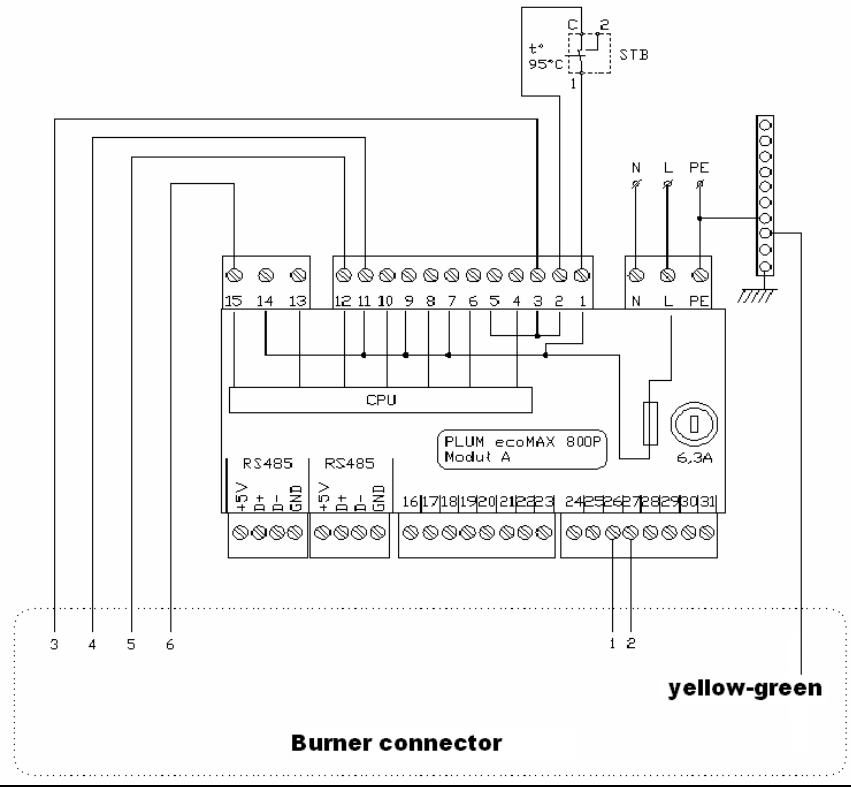 C 2
t°
95°C
STB
1
N L PE
15 14 13 12 11 10 9 8 7 6 5 4 3 2 1 N L PE
CPU
PLUM ecoMAX 800P
Moduł A
6,3A
RS485 RS485
+5V D+ D- GND +5V D+ D- GND
16 17 18 19 20 21 22 23 24 25 26 27 28 29 30 31
3 4 5 6 1 2
yellow-green
Burner connector